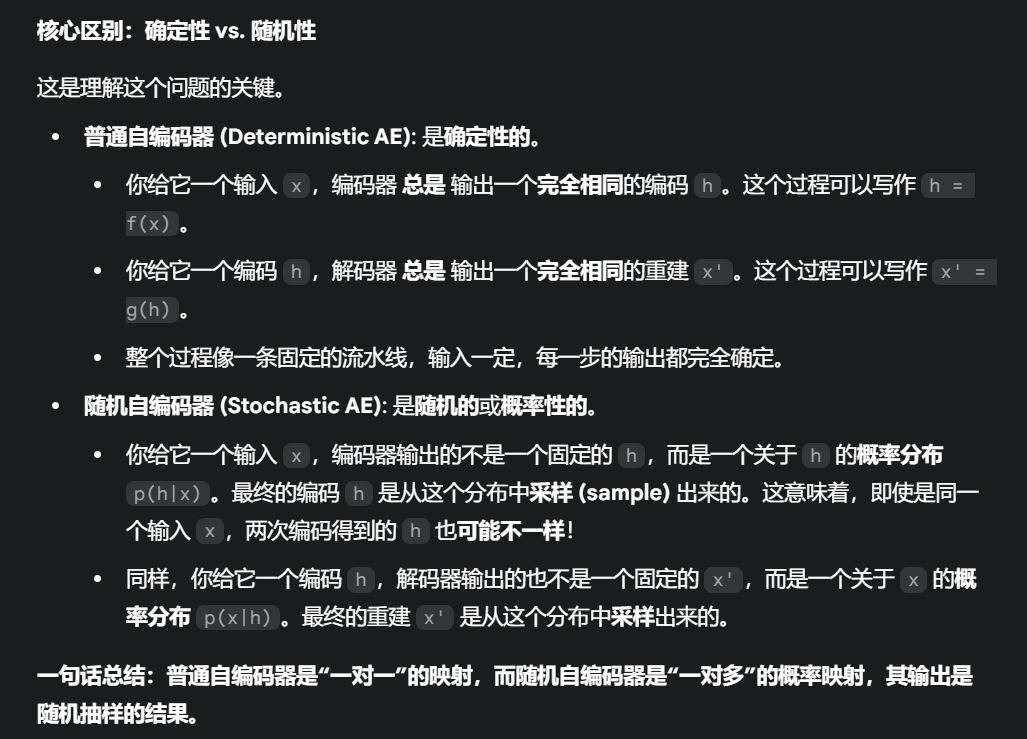 核心区别：确定性 vs. 随机性
这是理解这个问题的关键。
• 普通自编码器 (Deterministic AE): 是确定性的。
• 你给它一个输入 x，编码器 总是 输出一个完全相同的编码 h。这个过程可以写作 h =
f(x)。
• 你给它一个编码 h，解码器 总是 输出一个完全相同的重建 x'。这个过程可以写作 x' =
g(h)。
• 整个过程像一条固定的流水线，输入一定，每一步的输出都完全确定。
• 随机自编码器 (Stochastic AE): 是随机的或概率性的。
• 你给它一个输入 x，编码器输出的不是一个固定的 h，而是一个关于 h 的概率分布
p(h|x)。最终的编码 h 是从这个分布中采样 (sample) 出来的。这意味着，即使是同一
个输入 x，两次编码得到的 h 也可能不一样！
• 同样，你给它一个编码 h，解码器输出的也不是一个固定的 x'，而是一个关于 x 的概
率分布 p(x|h)。最终的重建 x' 是从这个分布中采样出来的。
一句话总结：普通自编码器是“一对一”的映射，而随机自编码器是“一对多”的概率映射，其输出是
随机抽样的结果。